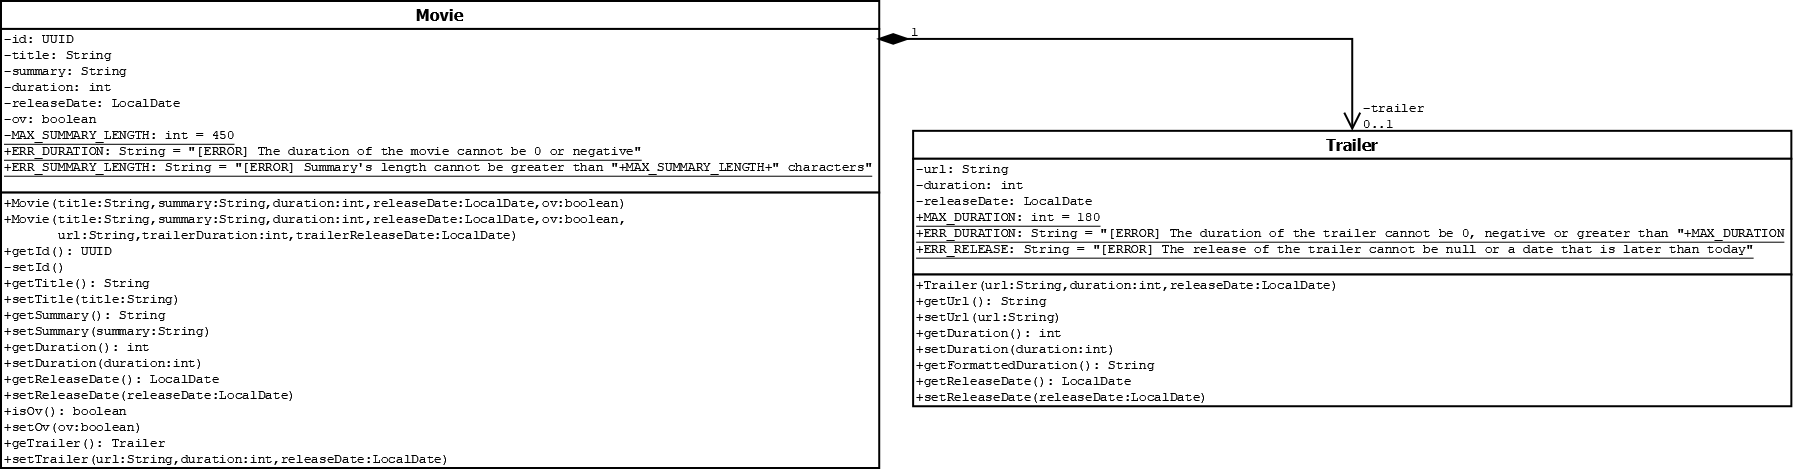 Movie
-id: UUID
-title: String
-summary: String
-duration: int
-releaseDate: LocalDate
-ov: boolean
-MAX_SUMMARY_LENGTH: int = 450
+ERR_DURATION: String = "[ERROR] The duration of the movie cannot be 0 or negative"
+ERR_SUMMARY_LENGTH: String = "[ERROR] Summary's length cannot be greater than "+MAX_SUMMARY_LENGTH+" characters"
+Movie(title:String,summary:String,duration:int,releaseDate:LocalDate,ov:boolean)
+Movie(title:String,summary:String,duration:int,releaseDate:LocalDate,ov:boolean,
url:String,trailerDuration:int,trailerReleaseDate:LocalDate)
+getId(): UUID
-setId()
+getTitle(): String
+setTitle(title:String)
+getSummary(): String
+setSummary(summary:String)
+getDuration(): int
+setDuration(duration:int)
+getReleaseDate(): LocalDate
+setReleaseDate(releaseDate:LocalDate)
+isOv(): boolean
+setOv(ov:boolean)
+geTrailer(): Trailer
+setTrailer(url:String,duration:int,releaseDate:LocalDate)
1
-trailer
0..1
Trailer
-url: String
-duration: int
-releaseDate: LocalDate
+MAX_DURATION: int = 180
+ERR_DURATION: String = "[ERROR] The duration of the trailer cannot be 0, negative or greater than "+MAX_DURATION
+ERR_RELEASE: String = "[ERROR] The release of the trailer cannot be null or a date that is later than today"
+Trailer(url:String,duration:int,releaseDate:LocalDate)
+getUrl(): String
+setUrl(url:String)
+getDuration(): int
+setDuration(duration:int)
+getFormattedDuration(): String
+getReleaseDate(): LocalDate
+setReleaseDate(releaseDate:LocalDate)